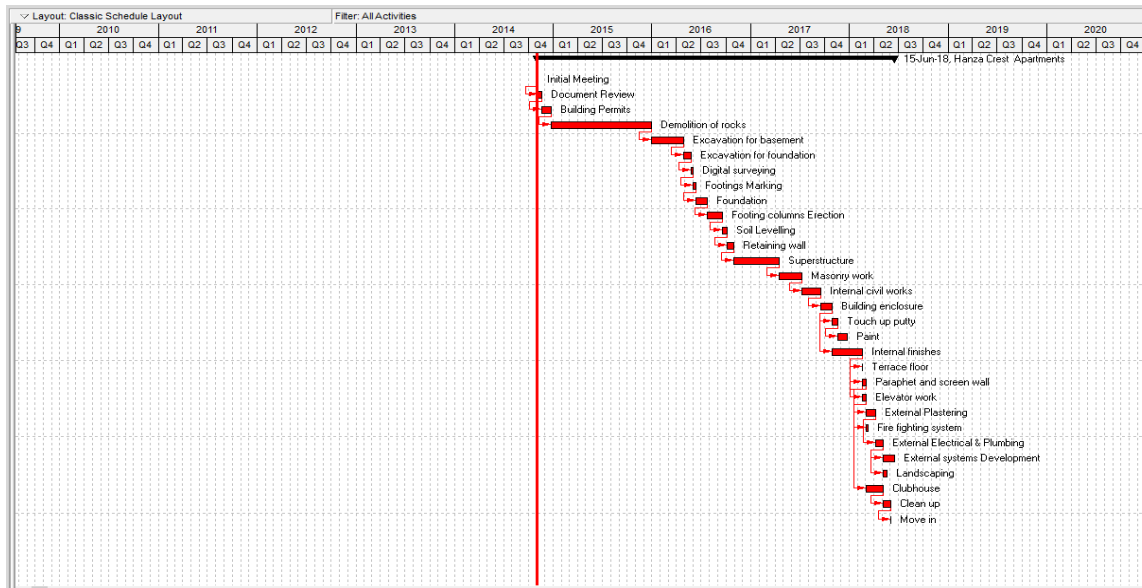 Layout: Classic Schedule Layout Filter: All Activities
9 2010 2011 2012 2013 2014 2015 2016 2017 2018 2019 2020
Q3 Q4 Q1 Q2 Q3 Q4 Q1 Q2 Q3 Q4 Q1 Q2 Q3 Q4 Q1 Q2 Q3 Q4 Q1 Q2 Q3 Q4 Q1 Q2 Q3 Q4 Q1 Q2 Q3 Q4 Q1 Q2 Q3 Q4 Q1 Q2 Q3 Q4 Q1 Q2 Q3 Q4 Q1 Q2 Q3 Q4
15-Jun-18, Hanza Crest Apartments
Initial Meeting
Document Review
Building Permits
Demolition of rocks
Excavation for basement
Excavation for foundation
Digital surveying
Footings Marking
Foundation
Footing columns Erection
Soil Levelling
Retaining wall
Superstructure
Masonry work
Internal civil works
Building enclosure
Touch up putty
Paint
Internal finishes
Terrace floor
Paraphet and screen wall
Elevator work
External Plastering
Fire fighting system
External Electrical & Plumbing
External systems Development
Landscaping
Clubhouse
Clean up
Move in